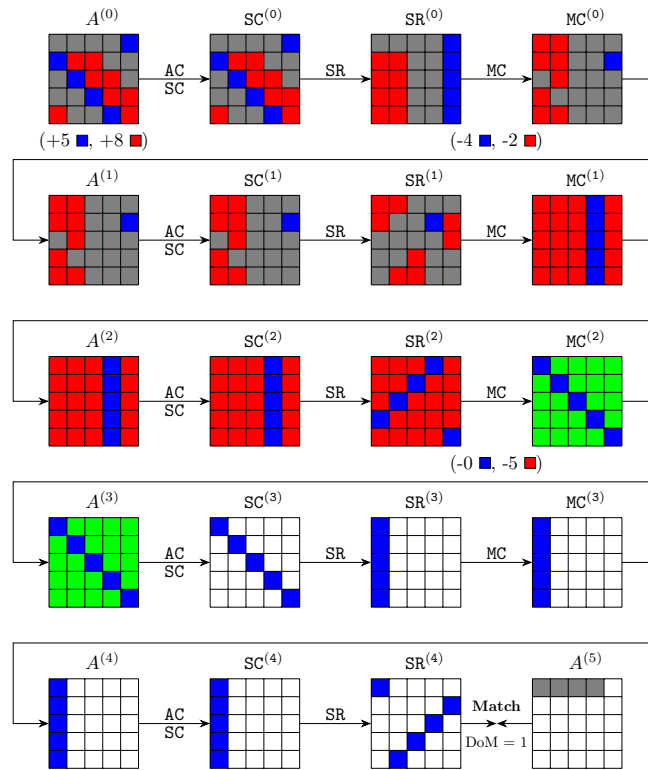 A^(0) SC^(0) SR^(0) MC^(0)
AC SR MC
SC
(+5 ■, +8 ■) (-4 ■, -2 ■)
A^(1) SC^(1) SR^(1) MC^(1)
AC SR MC
SC
A^(2) SC^(2) SR^(2) MC^(2)
AC SR MC
SC
(-0 ■, -5 ■)
A^(3) SC^(3) SR^(3) MC^(3)
AC SR MC
SC
A^(4) SC^(4) SR^(4) A^(5)
AC SR Match
SC DoM = 1